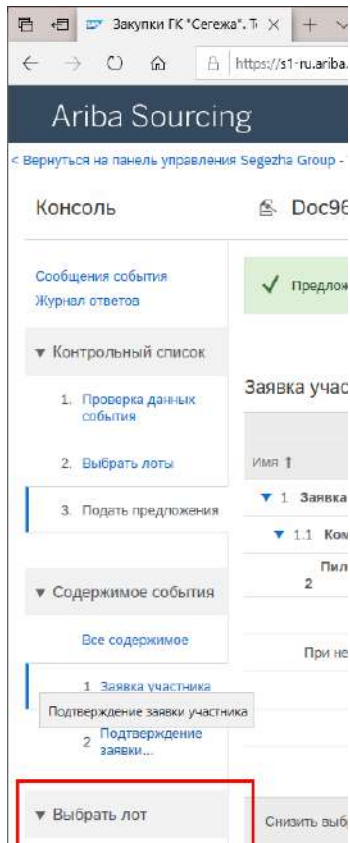 Закупки ГК "Сегежа". Т
https://s1-ru.ariba.
Ariba Sourcing
< Вернуться на панель управления Segezha Group -
Консоль
Doc96
Сообщения события
Журнал ответов
Предлож
▼ Контрольный список
1. Проверка данных
события
2. Выбрать лоты
3. Подать предложения
Заявка учас
Имя ↑
▼ 1 Заявка
▼ 1.1 Ком
Пил
2
При не
▼ Содержимое события
Все содержимое
1 Заявка участника
Подтверждение заявки участника
2 Подтверждение
заявки...
▼ Выбрать лот
Снизить выб